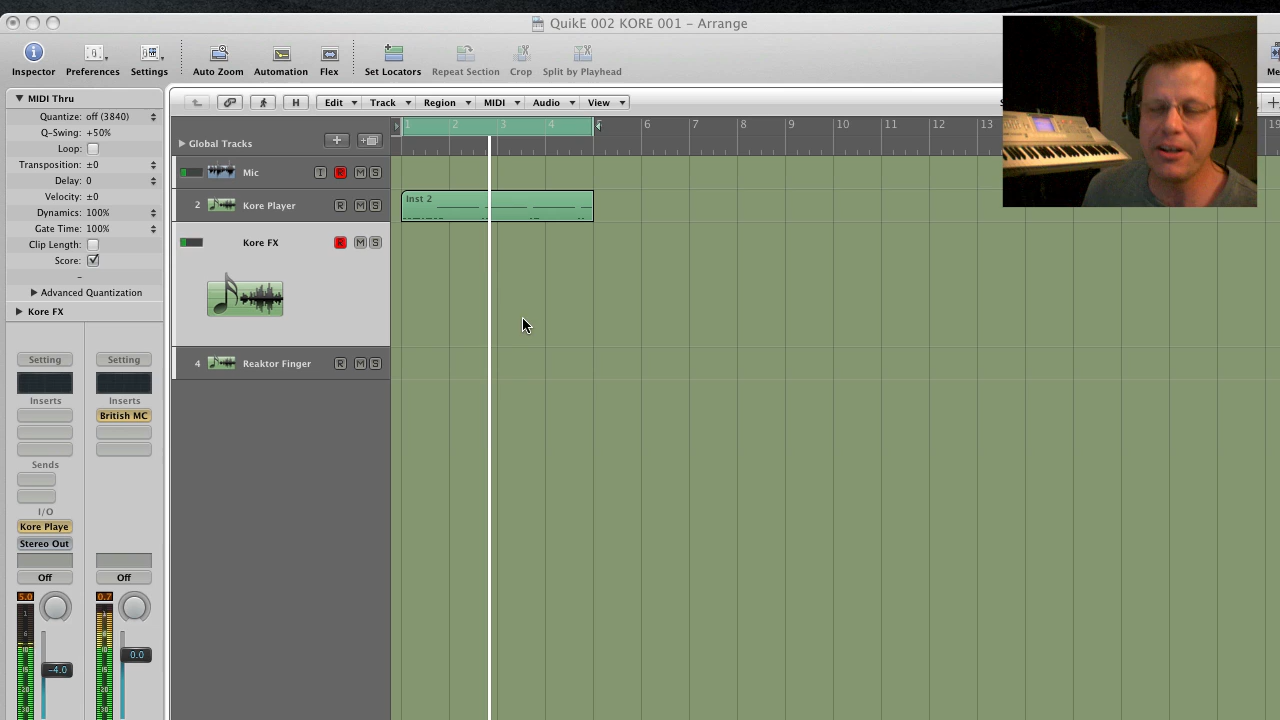 QuikE 002 KORE 001 – Arrange
Inspector Preferences Settings Auto Zoom Automation Flex Set Locators Repeat Section Crop Split by Playhead
MIDI Thru
Quantize: off (3840)
Q-Swing: +50%
Loop:
Transposition: ±0
Delay: 0
Velocity: ±0
Dynamics: 100%
Gate Time: 100%
Clip Length:
Score:
–
Advanced Quantization
Kore FX
H Edit Track Region MIDI Audio View
Global Tracks
1 2 3 4 5 6 7 8 9 10 11 12 13 15
Mic I R M S
2 Kore Player R M S
Inst 2
Kore FX R M S
4 Reaktor Finger R M S
Setting Setting
Inserts Inserts
British MC
Sends
I/O
Kore Playe
Stereo Out
Off Off
5.0 0.7
-4.0 0.0